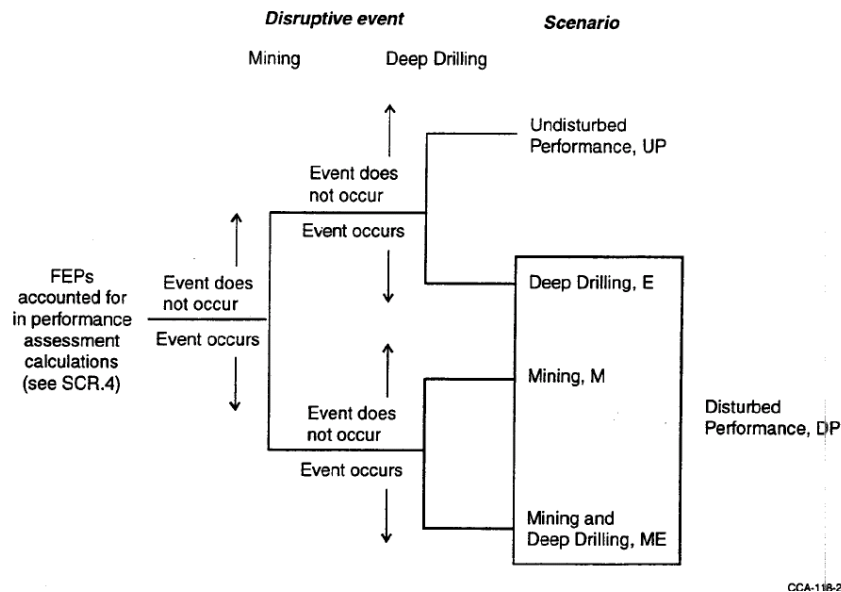 Disruptive event
Scenario
Mining
Deep Drilling
Undisturbed
Performance, UP
Event does
not occur
Event occurs
FEPs
accounted for
in performance
assessment
calculations
(see SCR.4)
Event does
not occur
Event occurs
Deep Drilling, E
Mining, M
Event does
not occur
Event occurs
Disturbed
Performance, DP
Mining and
Deep Drilling, ME
CCA-116-2